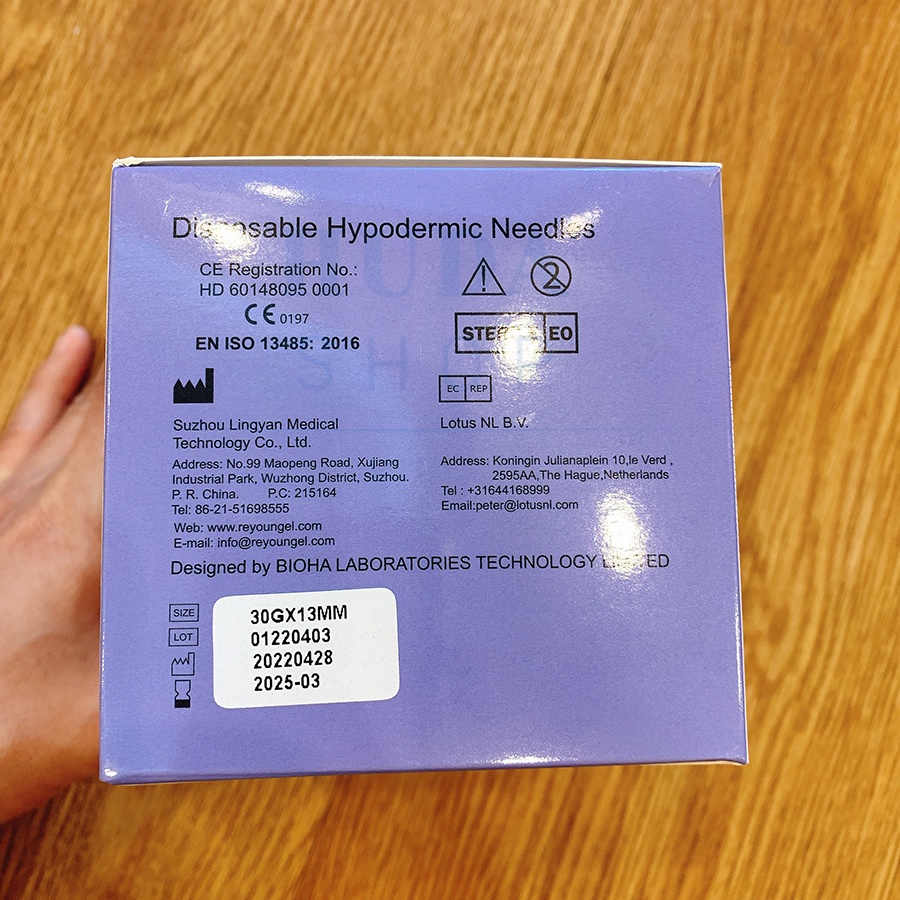 Disposable Hypodermic Needles
CE Registration No.:
HD 60148095 0001
CE 0197
EN ISO 13485: 2016
2
STERILE EO
EC REP
Suzhou Lingyan Medical
Technology Co., Ltd.
Address: No.99 Maopeng Road, Xujiang
Industrial Park, Wuzhong District, Suzhou.
P. R. China. P.C: 215164
Tel: 86-21-51698555
Web: www.reyoungel.com
E-mail: info@reyoungel.com
Lotus NL B.V.
Address: Koningin Julianaplein 10,le Verd ,
2595AA,The Hague,Netherlands
Tel : +31644168999
Email:peter@lotusnl.com
Designed by BIOHA LABORATORIES TECHNOLOGY LIMITED
SIZE 30GX13MM
LOT 01220403
20220428
2025-03